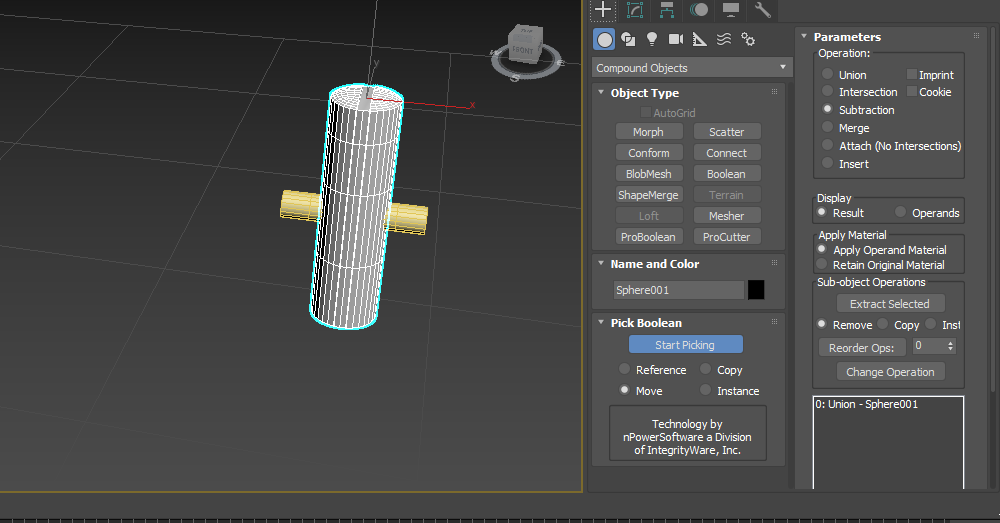 FRONT
S
y
x
Compound Objects
Object Type
AutoGrid
Morph Scatter
Conform Connect
BlobMesh Boolean
ShapeMerge Terrain
Loft Mesher
ProBoolean ProCutter
Name and Color
Sphere001
Pick Boolean
Start Picking
Reference Copy
Move Instance
Technology by
nPowerSoftware a Division
of IntegrityWare, Inc.
Parameters
Operation:
Union Imprint
Intersection Cookie
Subtraction
Merge
Attach (No Intersections)
Insert
Display
Result Operands
Apply Material
Apply Operand Material
Retain Original Material
Sub-object Operations
Extract Selected
Remove Copy Inst
Reorder Ops: 0
Change Operation
0: Union - Sphere001